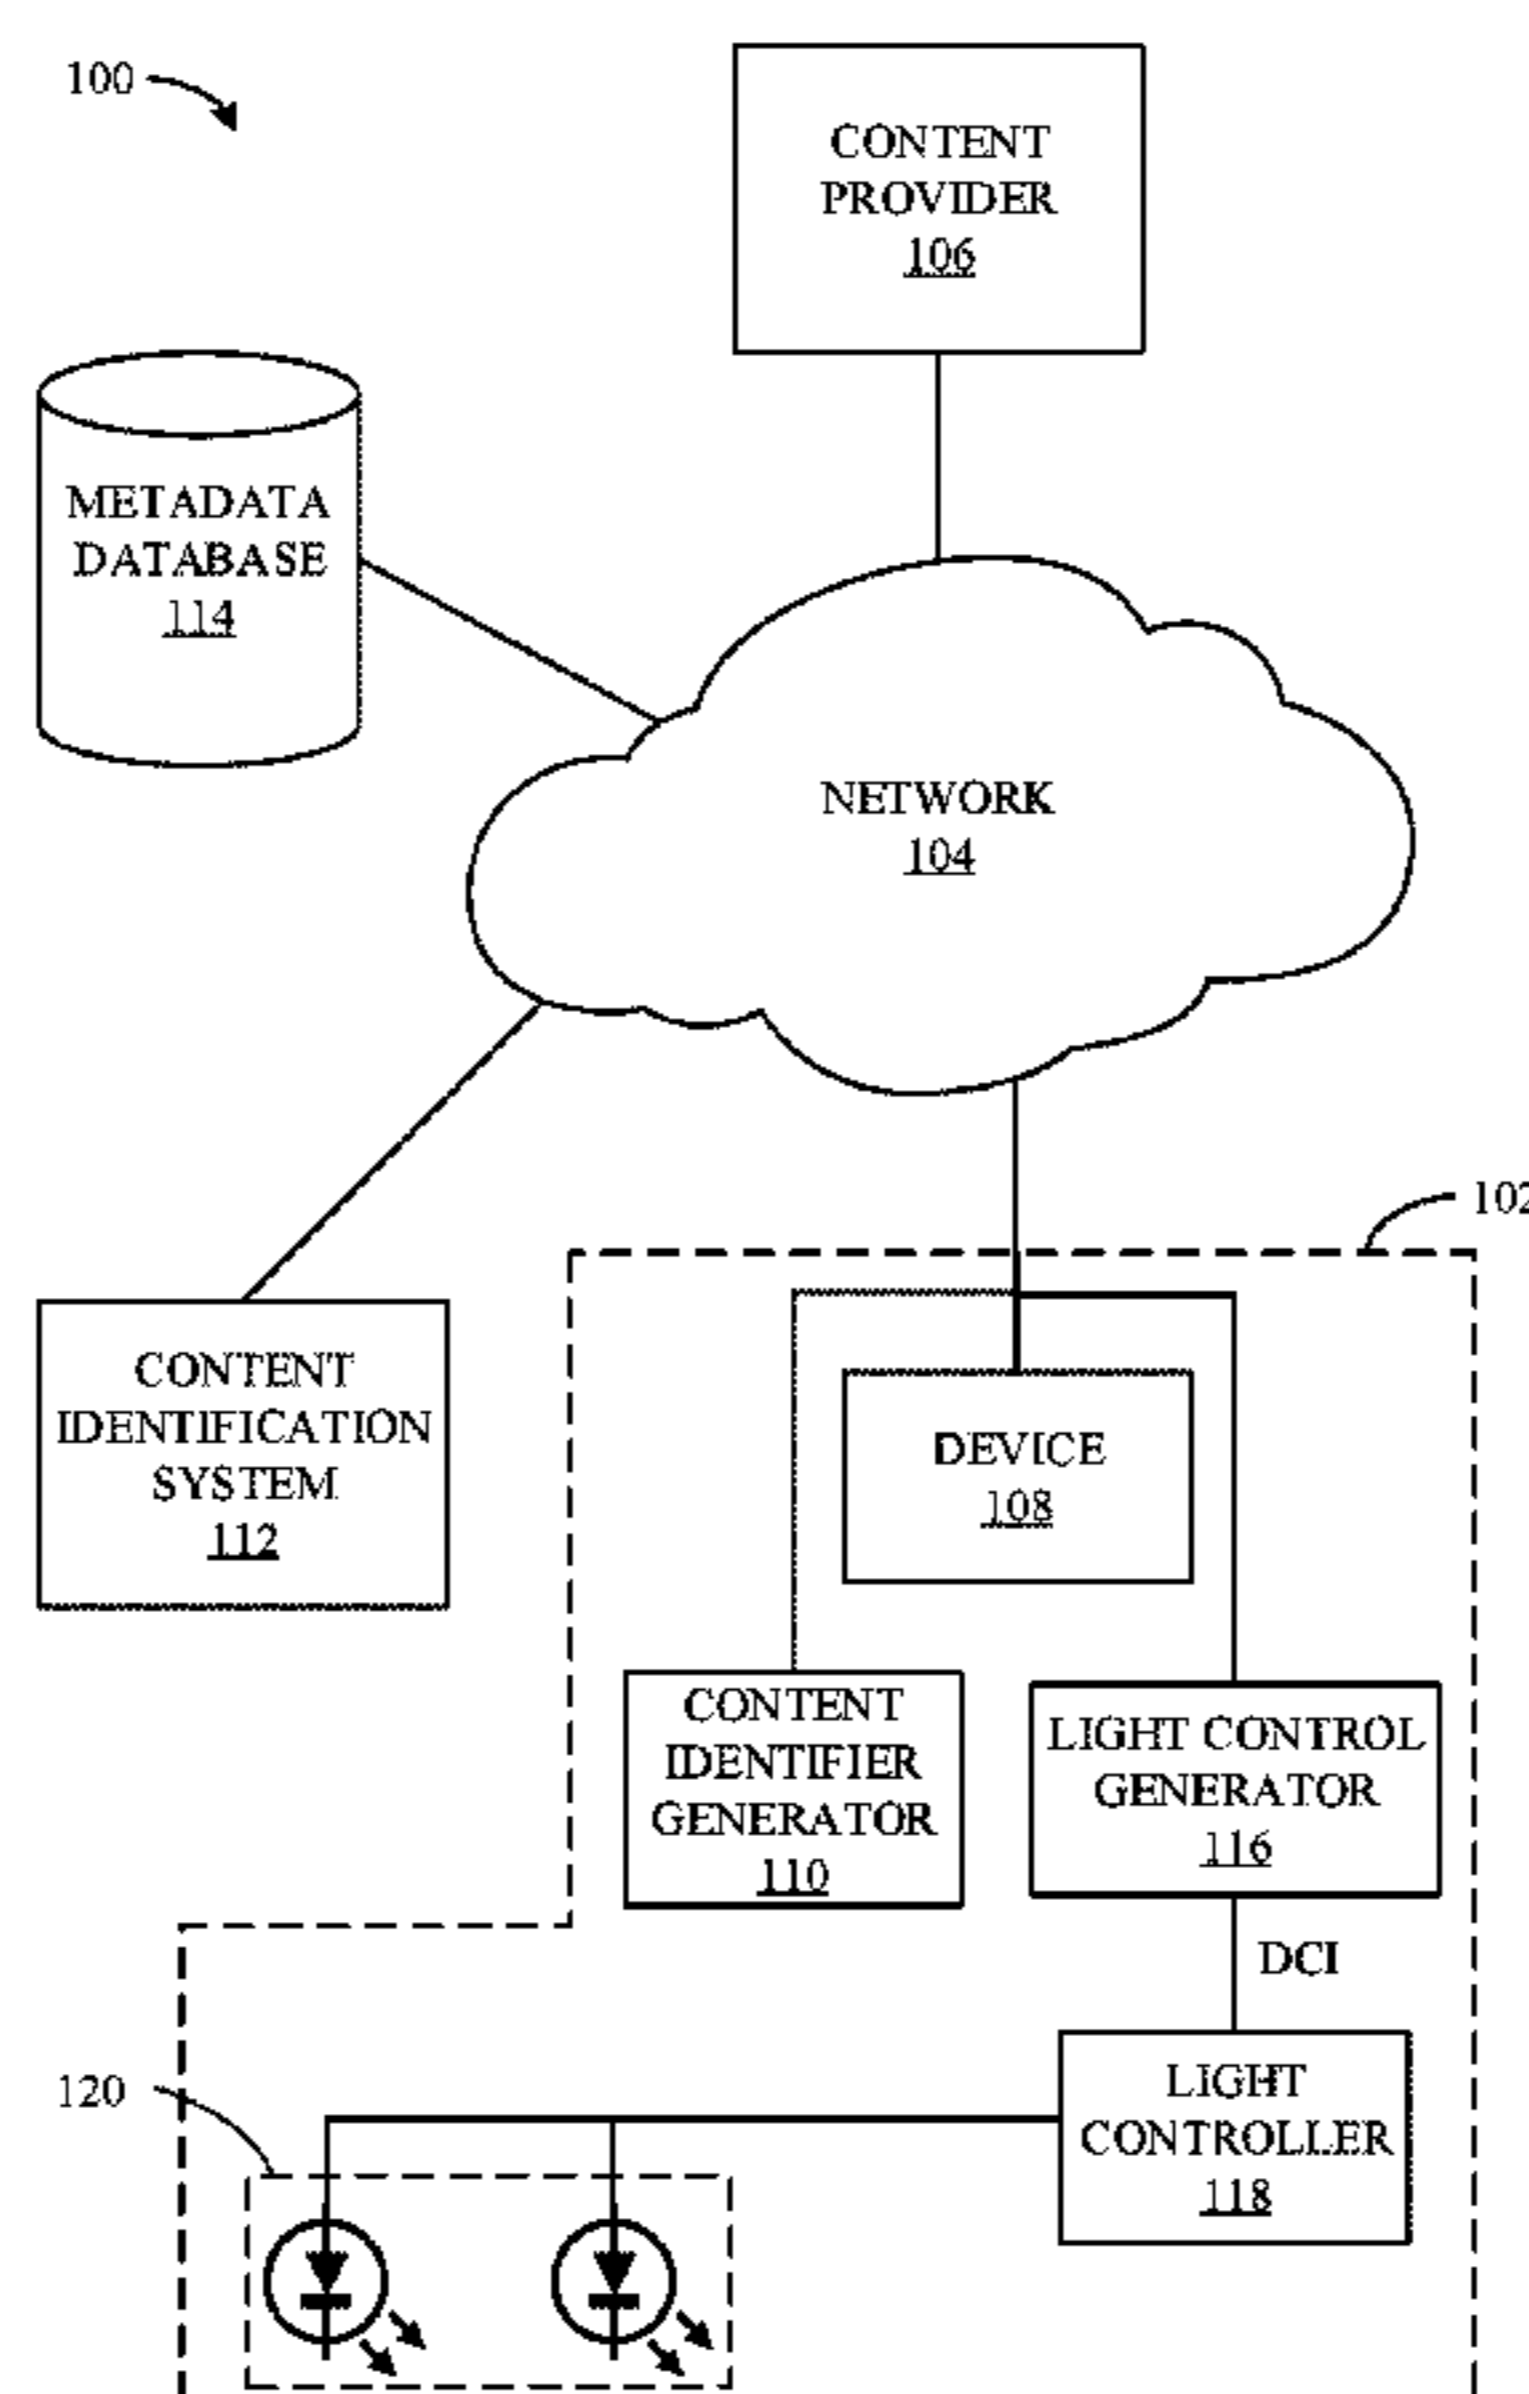 100
CONTENT
PROVIDER
106
METADATA
DATABASE
114
NETWORK
104
102
CONTENT
IDENTIFICATION
SYSTEM
112
DEVICE
108
CONTENT
IDENTIFIER
GENERATOR
110
LIGHT CONTROL
GENERATOR
116
DCI
120
LIGHT
CONTROLLER
118